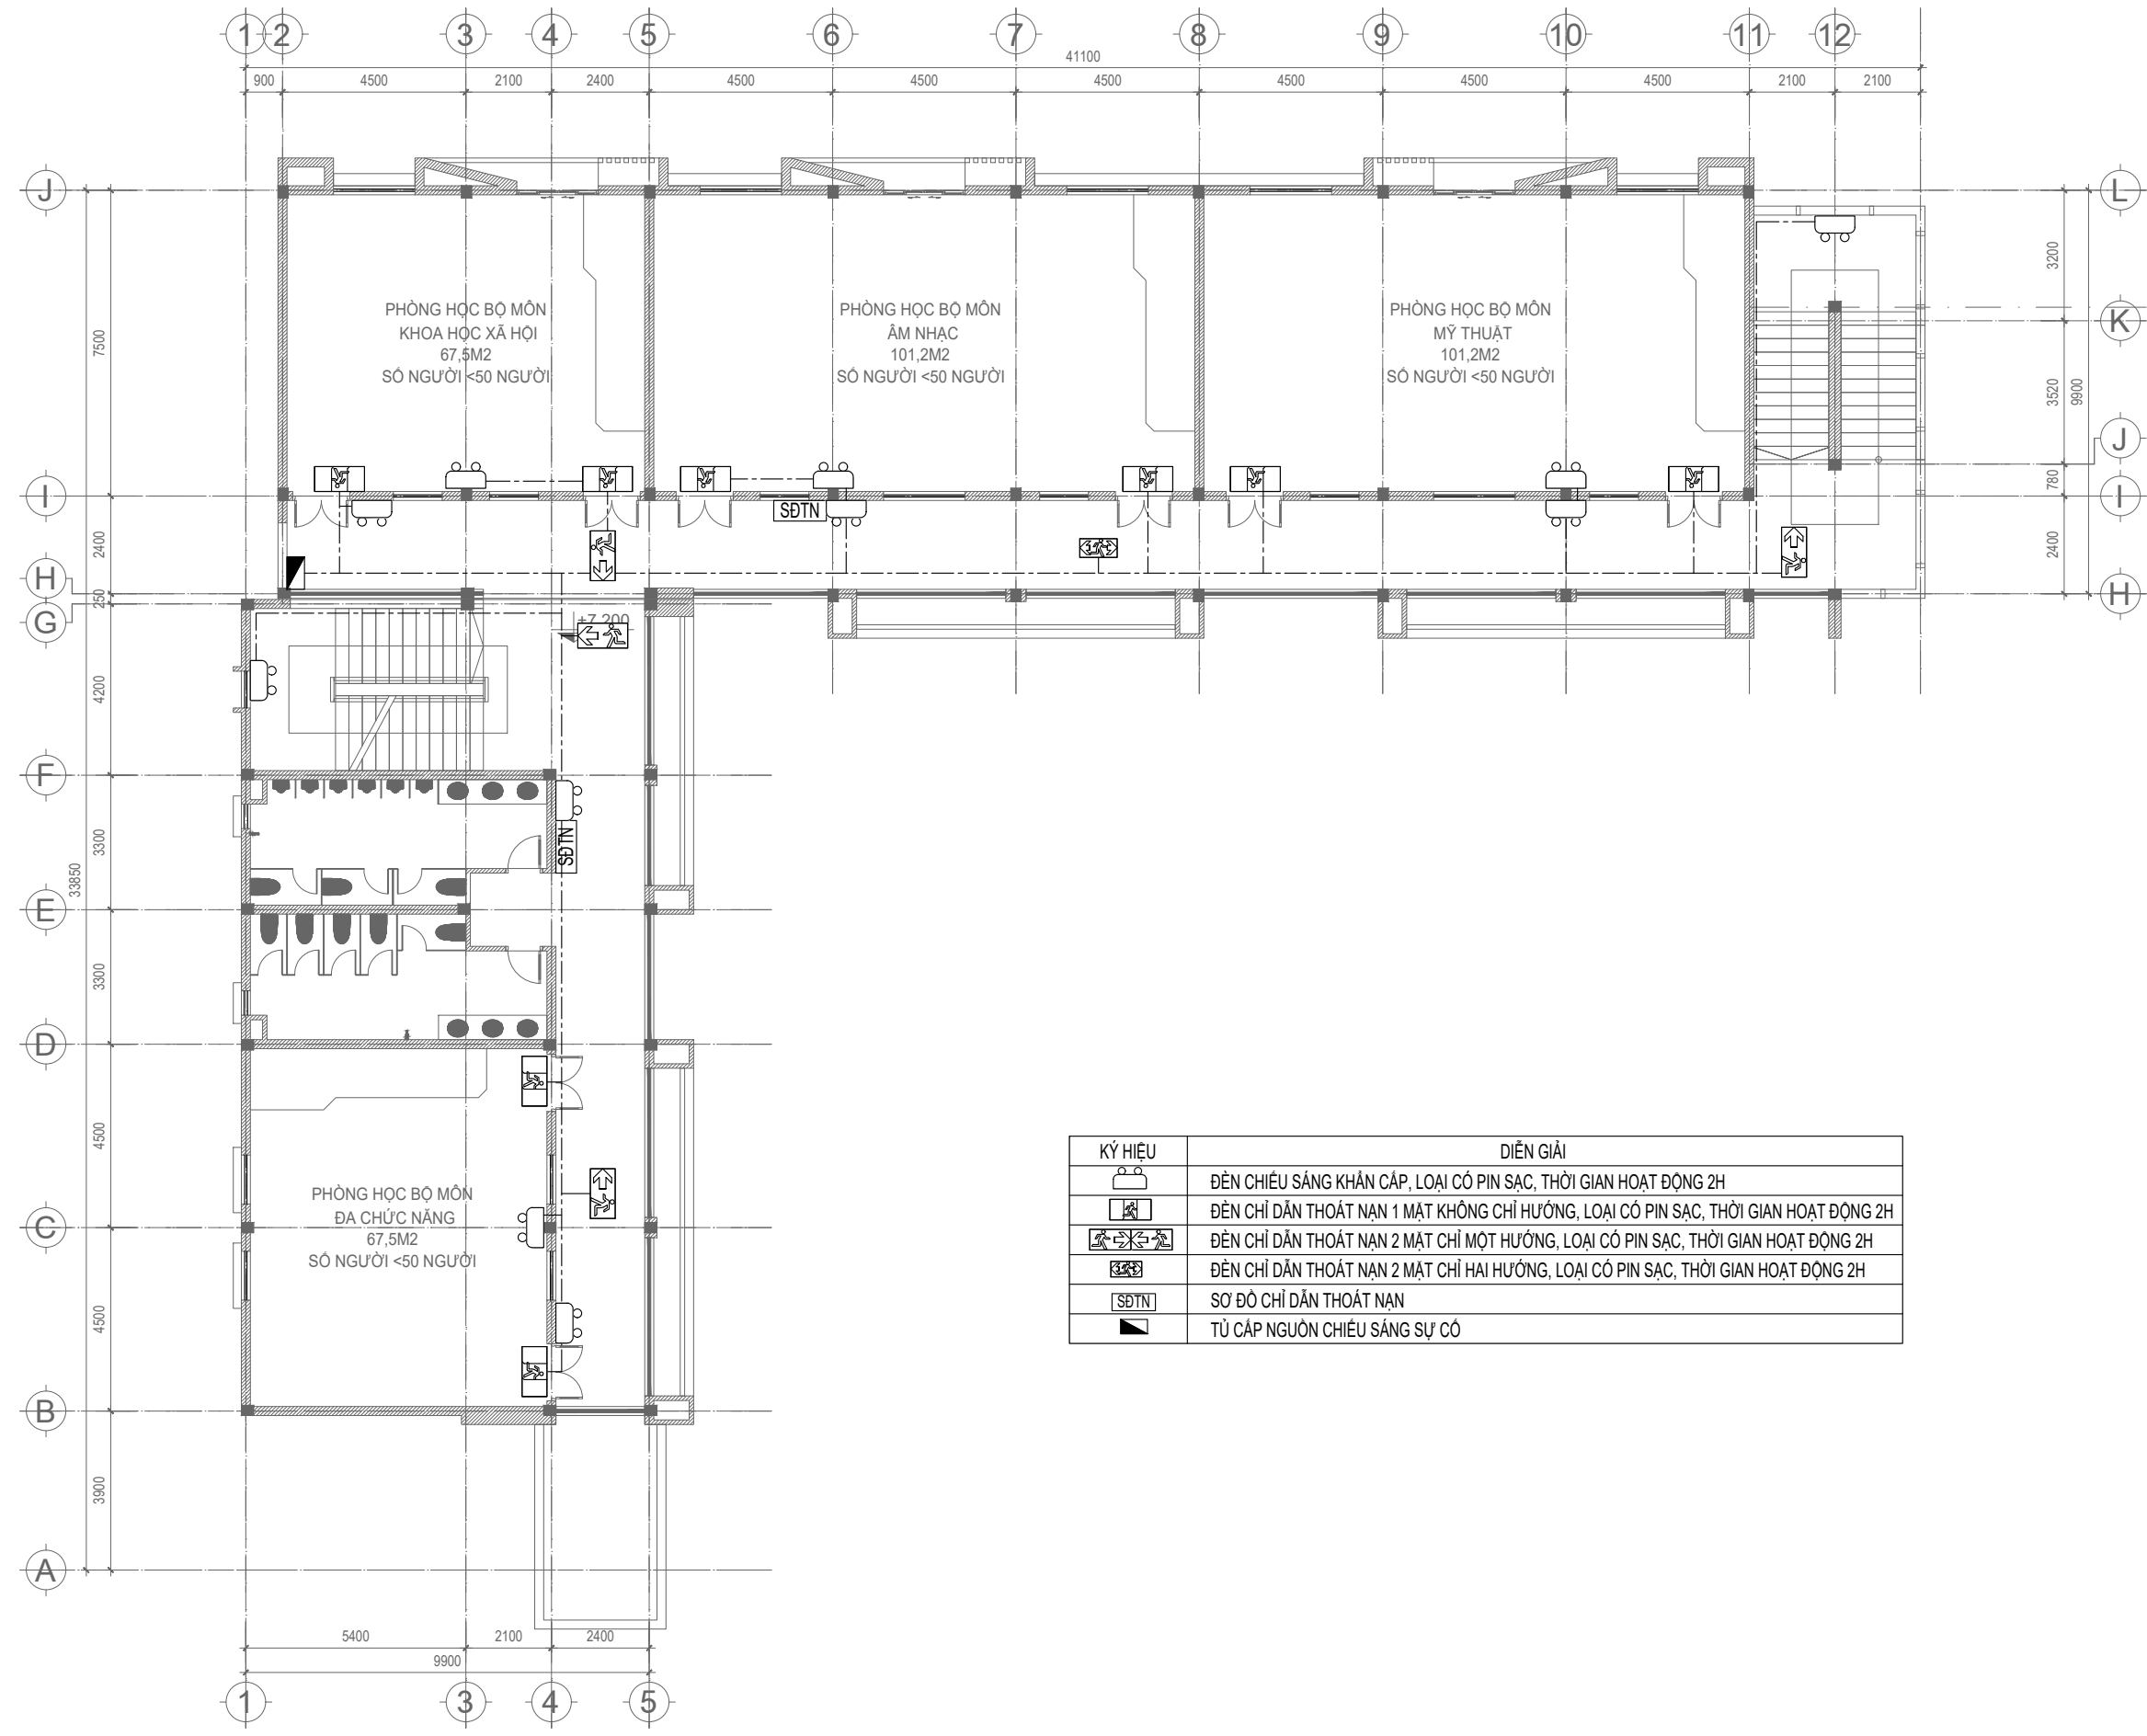 1 2 3 4 5 6 7 8 9 10 11 12
41100
900 4500 2100 2400 4500 4500 4500 4500 4500 4500 2100 2100
J
L
3200
K
PHÒNG HỌC BỘ MÔN
KHOA HỌC XÃ HỘI
67,5M2
SỐ NGƯỜI <50 NGƯỜI
PHÒNG HỌC BỘ MÔN
ÂM NHẠC
101,2M2
SỐ NGƯỜI <50 NGƯỜI
PHÒNG HỌC BỘ MÔN
MỸ THUẬT
101,2M2
SỐ NGƯỜI <50 NGƯỜI
7500
3520
9900
J
780
I
I
SĐTN
2400
2400
H
H
250
G
+7.200
4200
F
3300
SĐTN
33850
E
3300
D
4500
PHÒNG HỌC BỘ MÔN
ĐA CHỨC NĂNG
67,5M2
SỐ NGƯỜI <50 NGƯỜI
C
4500
B
3900
A
KÝ HIỆU DIỄN GIẢI
ĐÈN CHIẾU SÁNG KHẨN CẤP, LOẠI CÓ PIN SẠC, THỜI GIAN HOẠT ĐỘNG 2H
ĐÈN CHỈ DẪN THOÁT NẠN 1 MẶT KHÔNG CHỈ HƯỚNG, LOẠI CÓ PIN SẠC, THỜI GIAN HOẠT ĐỘNG 2H
ĐÈN CHỈ DẪN THOÁT NẠN 2 MẶT CHỈ MỘT HƯỚNG, LOẠI CÓ PIN SẠC, THỜI GIAN HOẠT ĐỘNG 2H
ĐÈN CHỈ DẪN THOÁT NẠN 2 MẶT CHỈ HAI HƯỚNG, LOẠI CÓ PIN SẠC, THỜI GIAN HOẠT ĐỘNG 2H
SĐTN SƠ ĐỒ CHỈ DẪN THOÁT NẠN
TỦ CẤP NGUỒN CHIẾU SÁNG SỰ CỐ
5400 2100 2400
9900
1 3 4 5